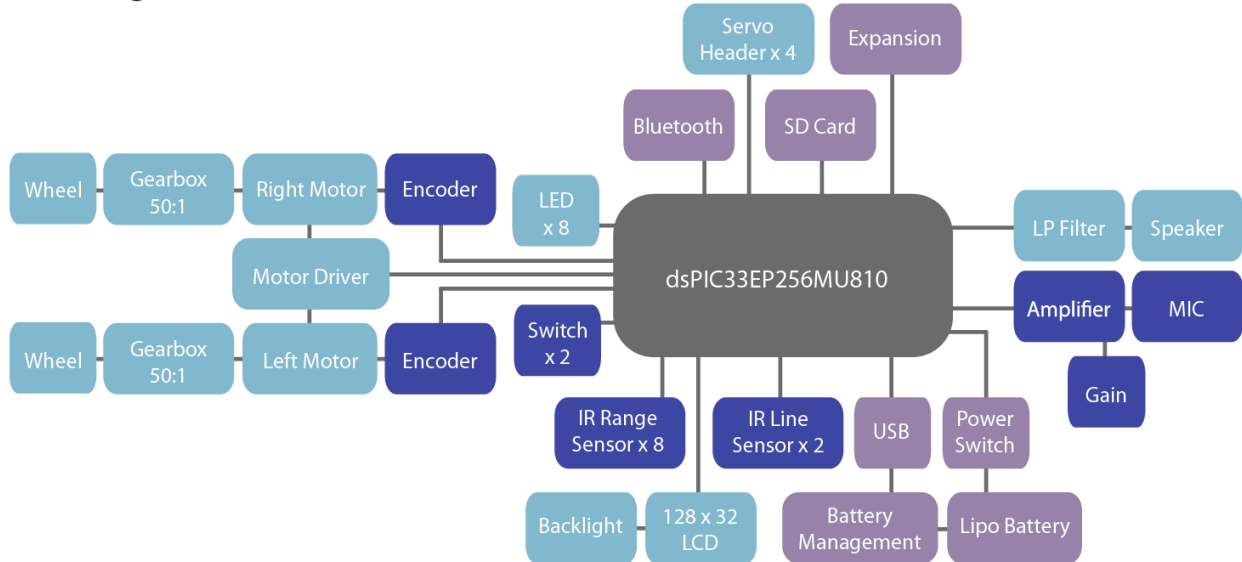 Servo
Header x 4
Expansion
Bluetooth
SD Card
Wheel
Gearbox
50:1
Right Motor
Encoder
LED
x 8
LP Filter
Speaker
Motor Driver
dsPIC33EP256MU810
Amplifier
MIC
Wheel
Gearbox
50:1
Left Motor
Encoder
Switch
x 2
Gain
IR Range
Sensor x 8
IR Line
Sensor x 2
USB
Power
Switch
Backlight
128 x 32
LCD
Battery
Management
Lipo Battery